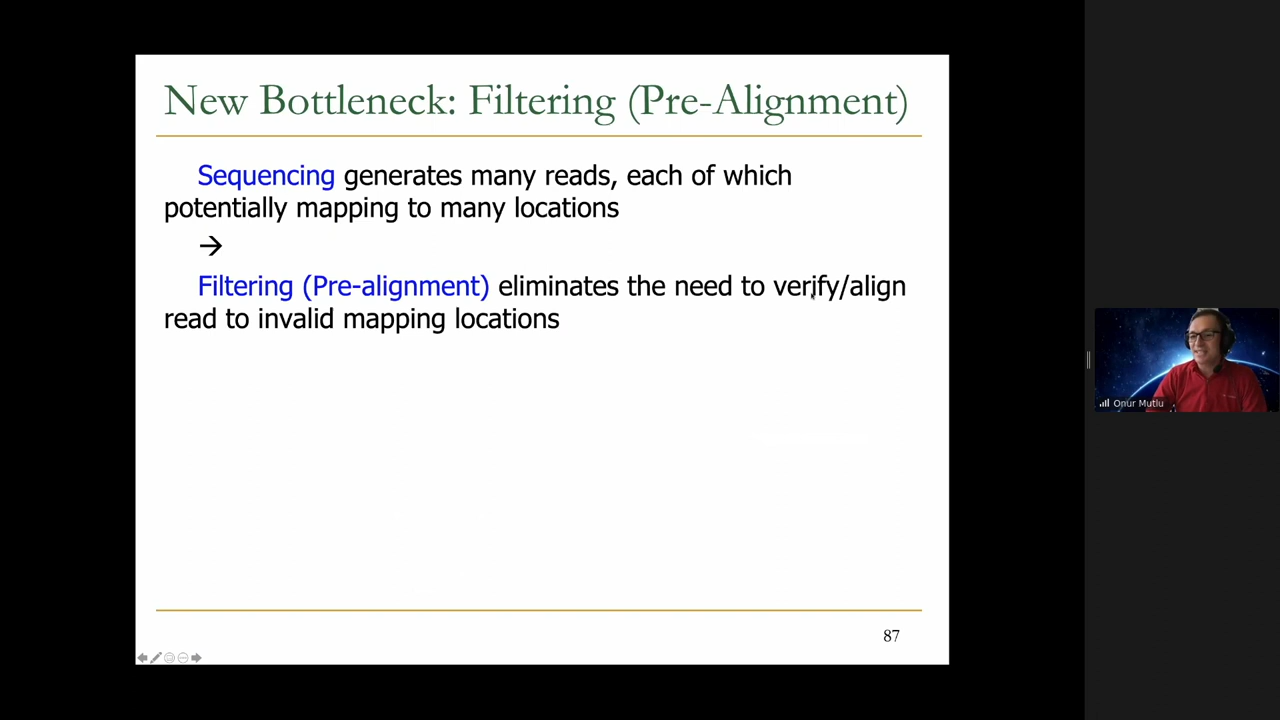 New Bottleneck: Filtering (Pre-Alignment)
Sequencing generates many reads, each of which
potentially mapping to many locations
→
Filtering (Pre-alignment) eliminates the need to verify/align
read to invalid mapping locations
87
Onur Mutlu